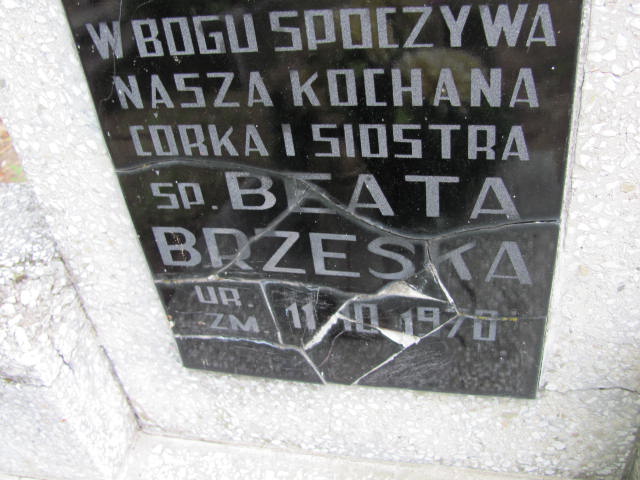 W BOGU SPOCZYWA
NASZA KOCHANA
CORKA I SIOSTRA
SP. BEATA
BRZESKA
UR.
ZM. 11 10 1970